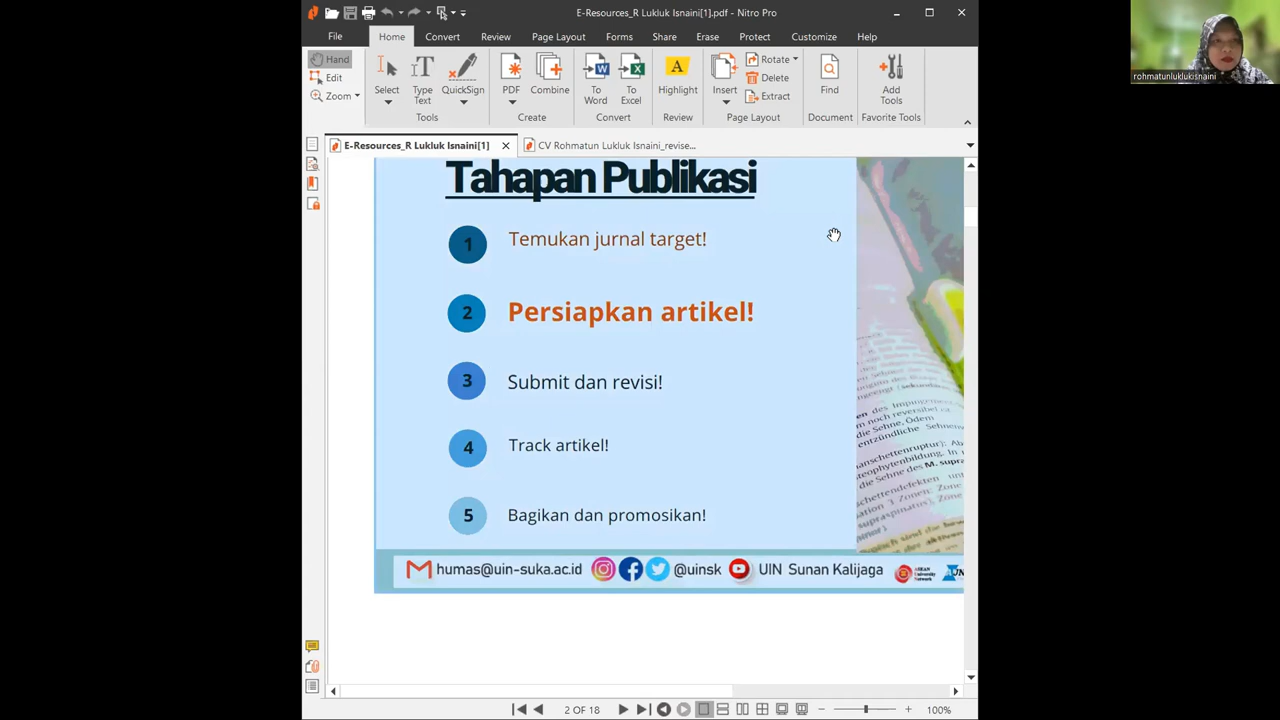 E-Resources_R Lukluk Isnaini[1].pdf - Nitro Pro
File Home Convert Review Page Layout Forms Share Erase Protect Customize Help
Hand
Edit
Zoom
Select
Type Text
QuickSign
Tools
PDF
Combine
Create
To Word
To Excel
Convert
Highlight
Review
Insert
Rotate
Delete
Extract
Page Layout
Find
Document
Add Tools
Favorite Tools
rohmatunluklukisnaini
E-Resources_R Lukluk Isnaini[1]
CV Rohmatun Lukluk Isnaini_revise...
Tahapan Publikasi
1 Temukan jurnal target!
2 Persiapkan artikel!
3 Submit dan revisi!
4 Track artikel!
5 Bagikan dan promosikan!
humas@uin-suka.ac.id @uinsk UIN Sunan Kalijaga
2 OF 18
100%